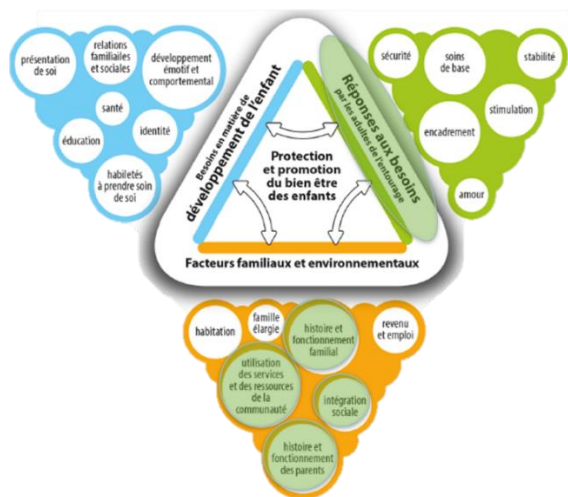 présentation
de soi
relations
familiailes
et sociales
développement
émotif et
comportemental
santé
éducation
identité
habiletés
à prendre soin
de soi
Besoins en matière de
développement de l'enfant
Réponses aux besoins
par les adultes de l'entourage
Protection
et promotion
du bien être
des enfants
Facteurs familiaux et environnementaux
sécurité
soins
de base
stabilité
encadrement
stimulation
amour
habitation
famille
élargie
histoire et
fonctionnement
familial
revenu
et emploi
utilisation
des services
et des ressources
de la
communauté
intégration
sociale
histoire et
fonctionnement
des parents